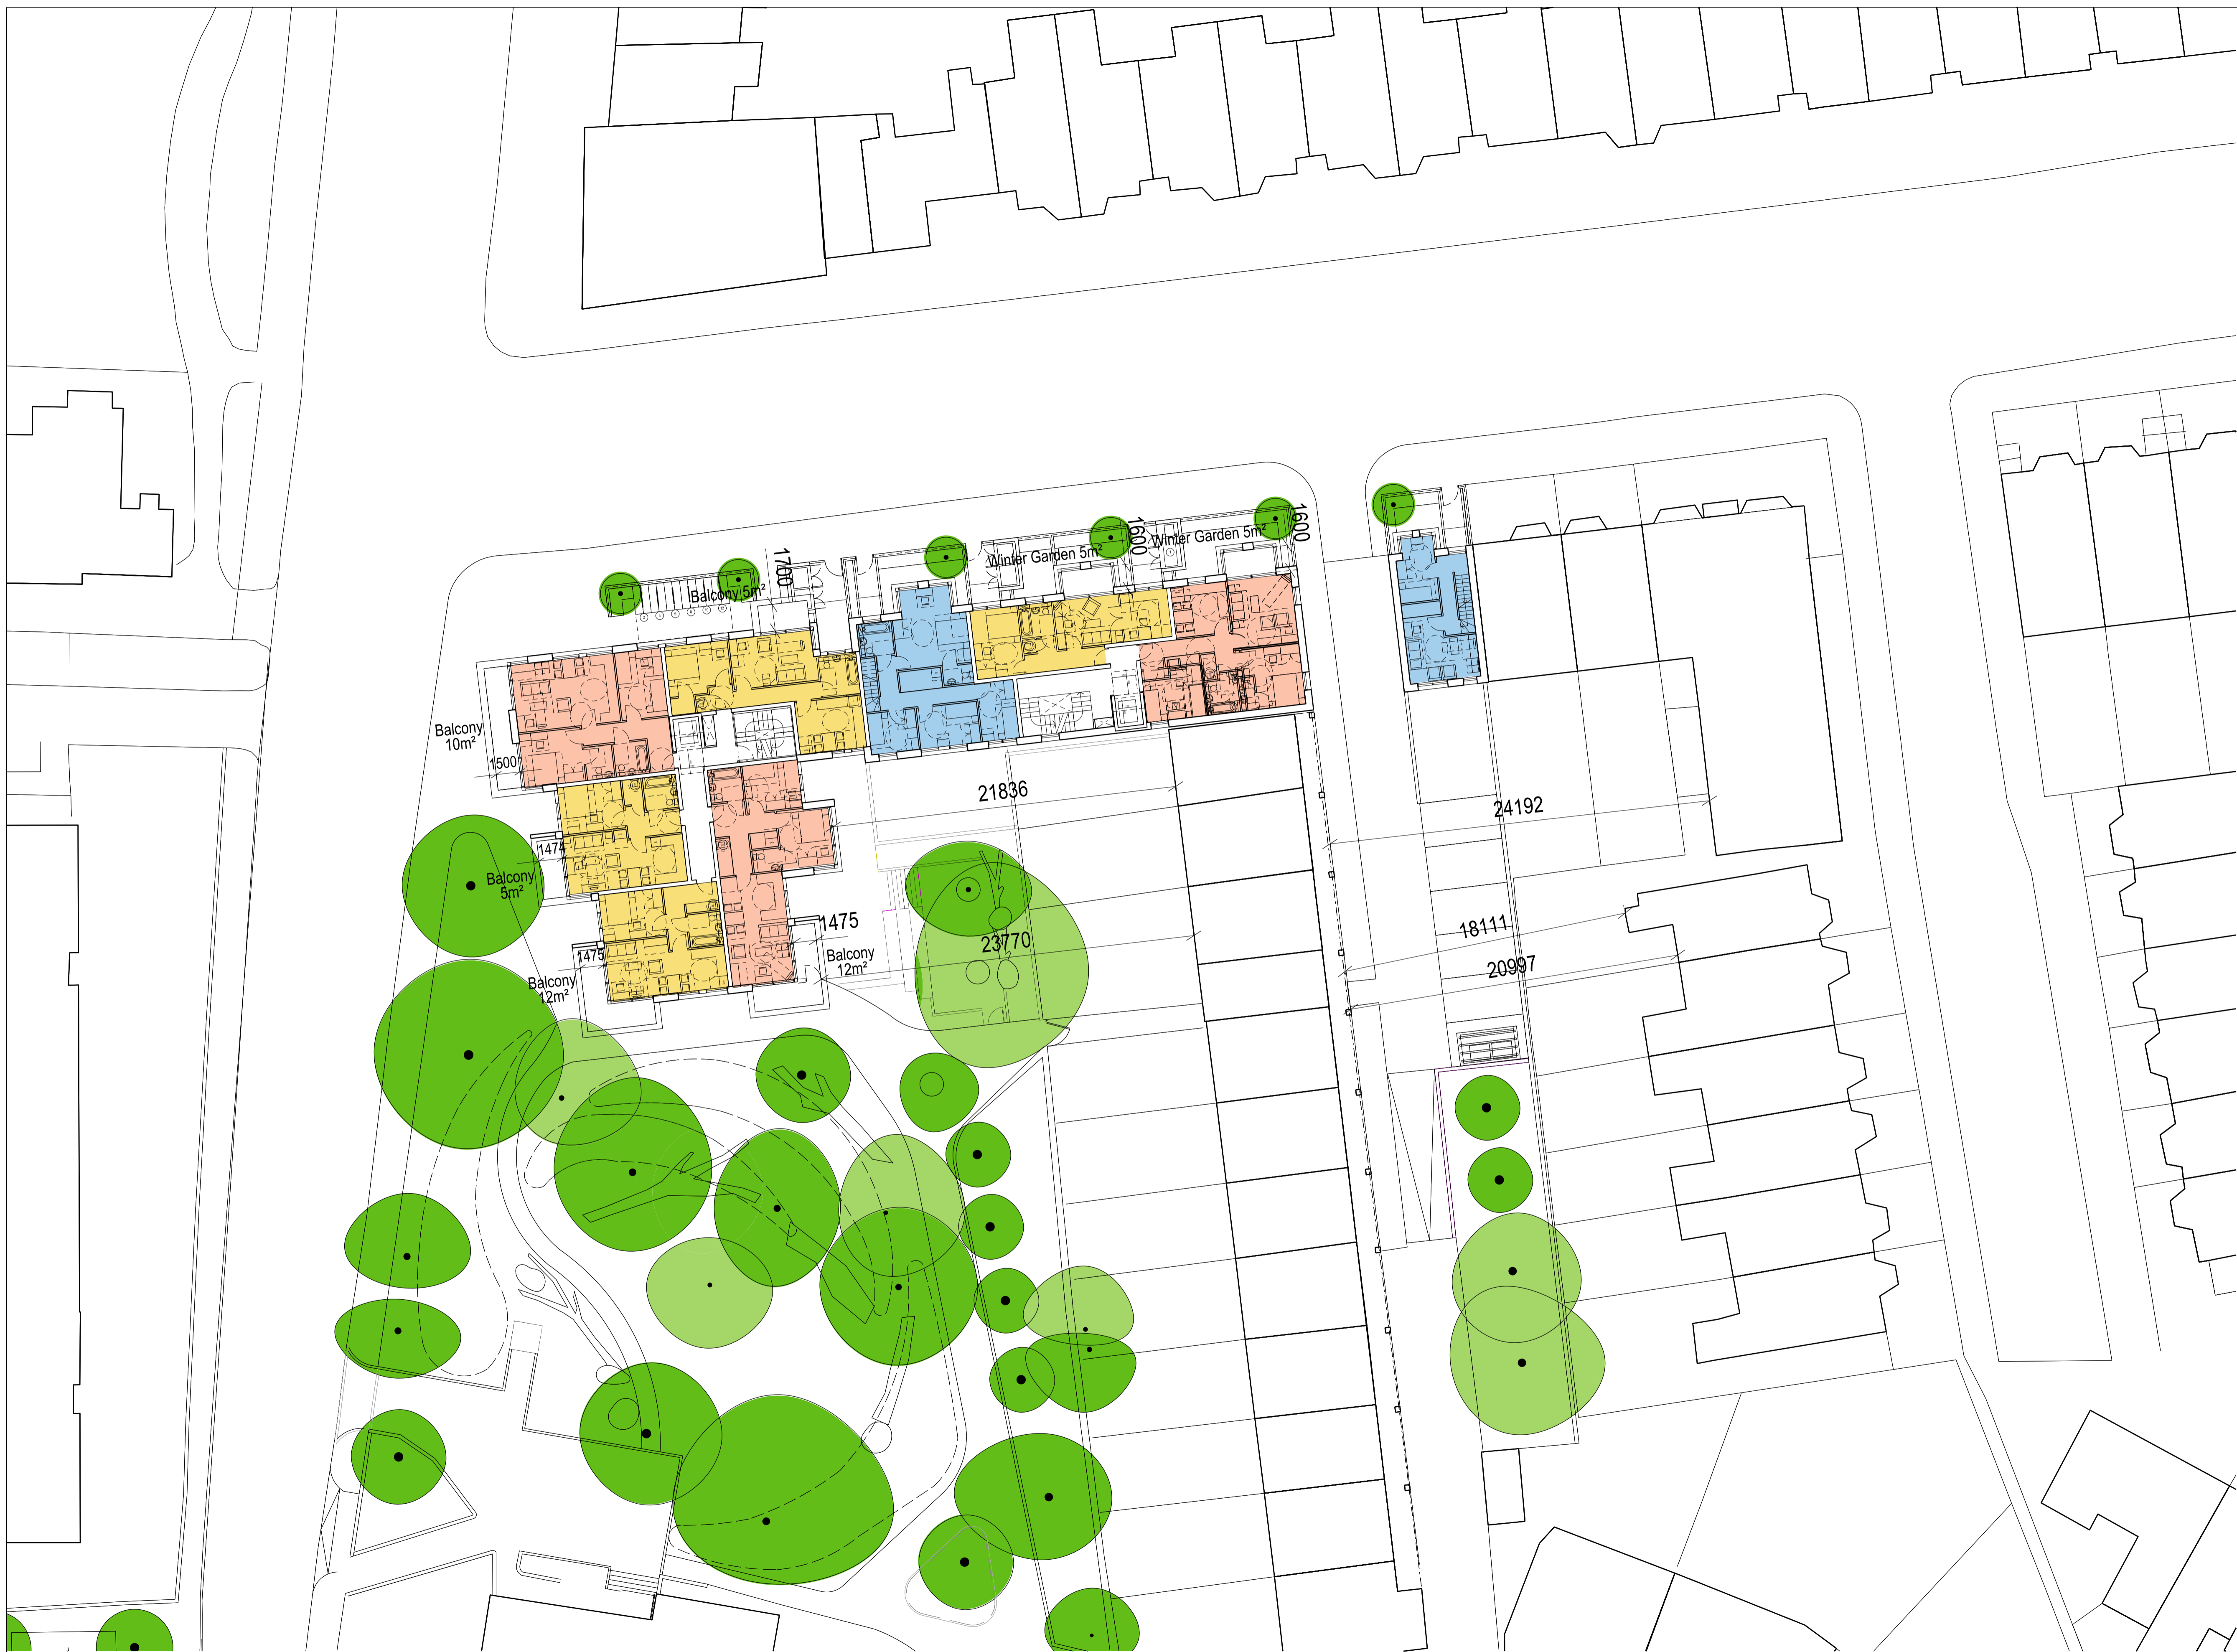 1600
1600
Winter Garden 5m²
Winter Garden 5m²
1700
Balcony 5m²
Balcony
10m²
1500
21836
24192
1474
Balcony
5m²
1475
18111
23770
Balcony
12m²
1475
20997
Balcony
12m²